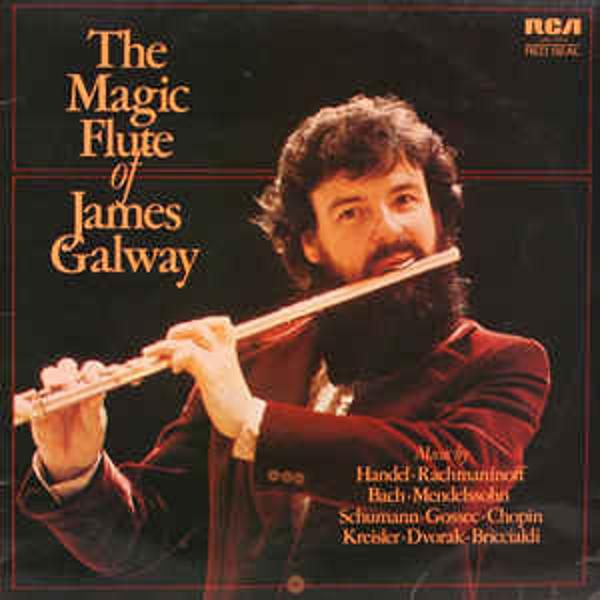 The
Magic
Flute
of
James
Galway
RCA
RED SEAL
Music by
Handel·Rachmaninoff
Bach·Mendelssohn
Schumann·Gossec·Chopin
Kreisler·Dvorak·Briccialdi